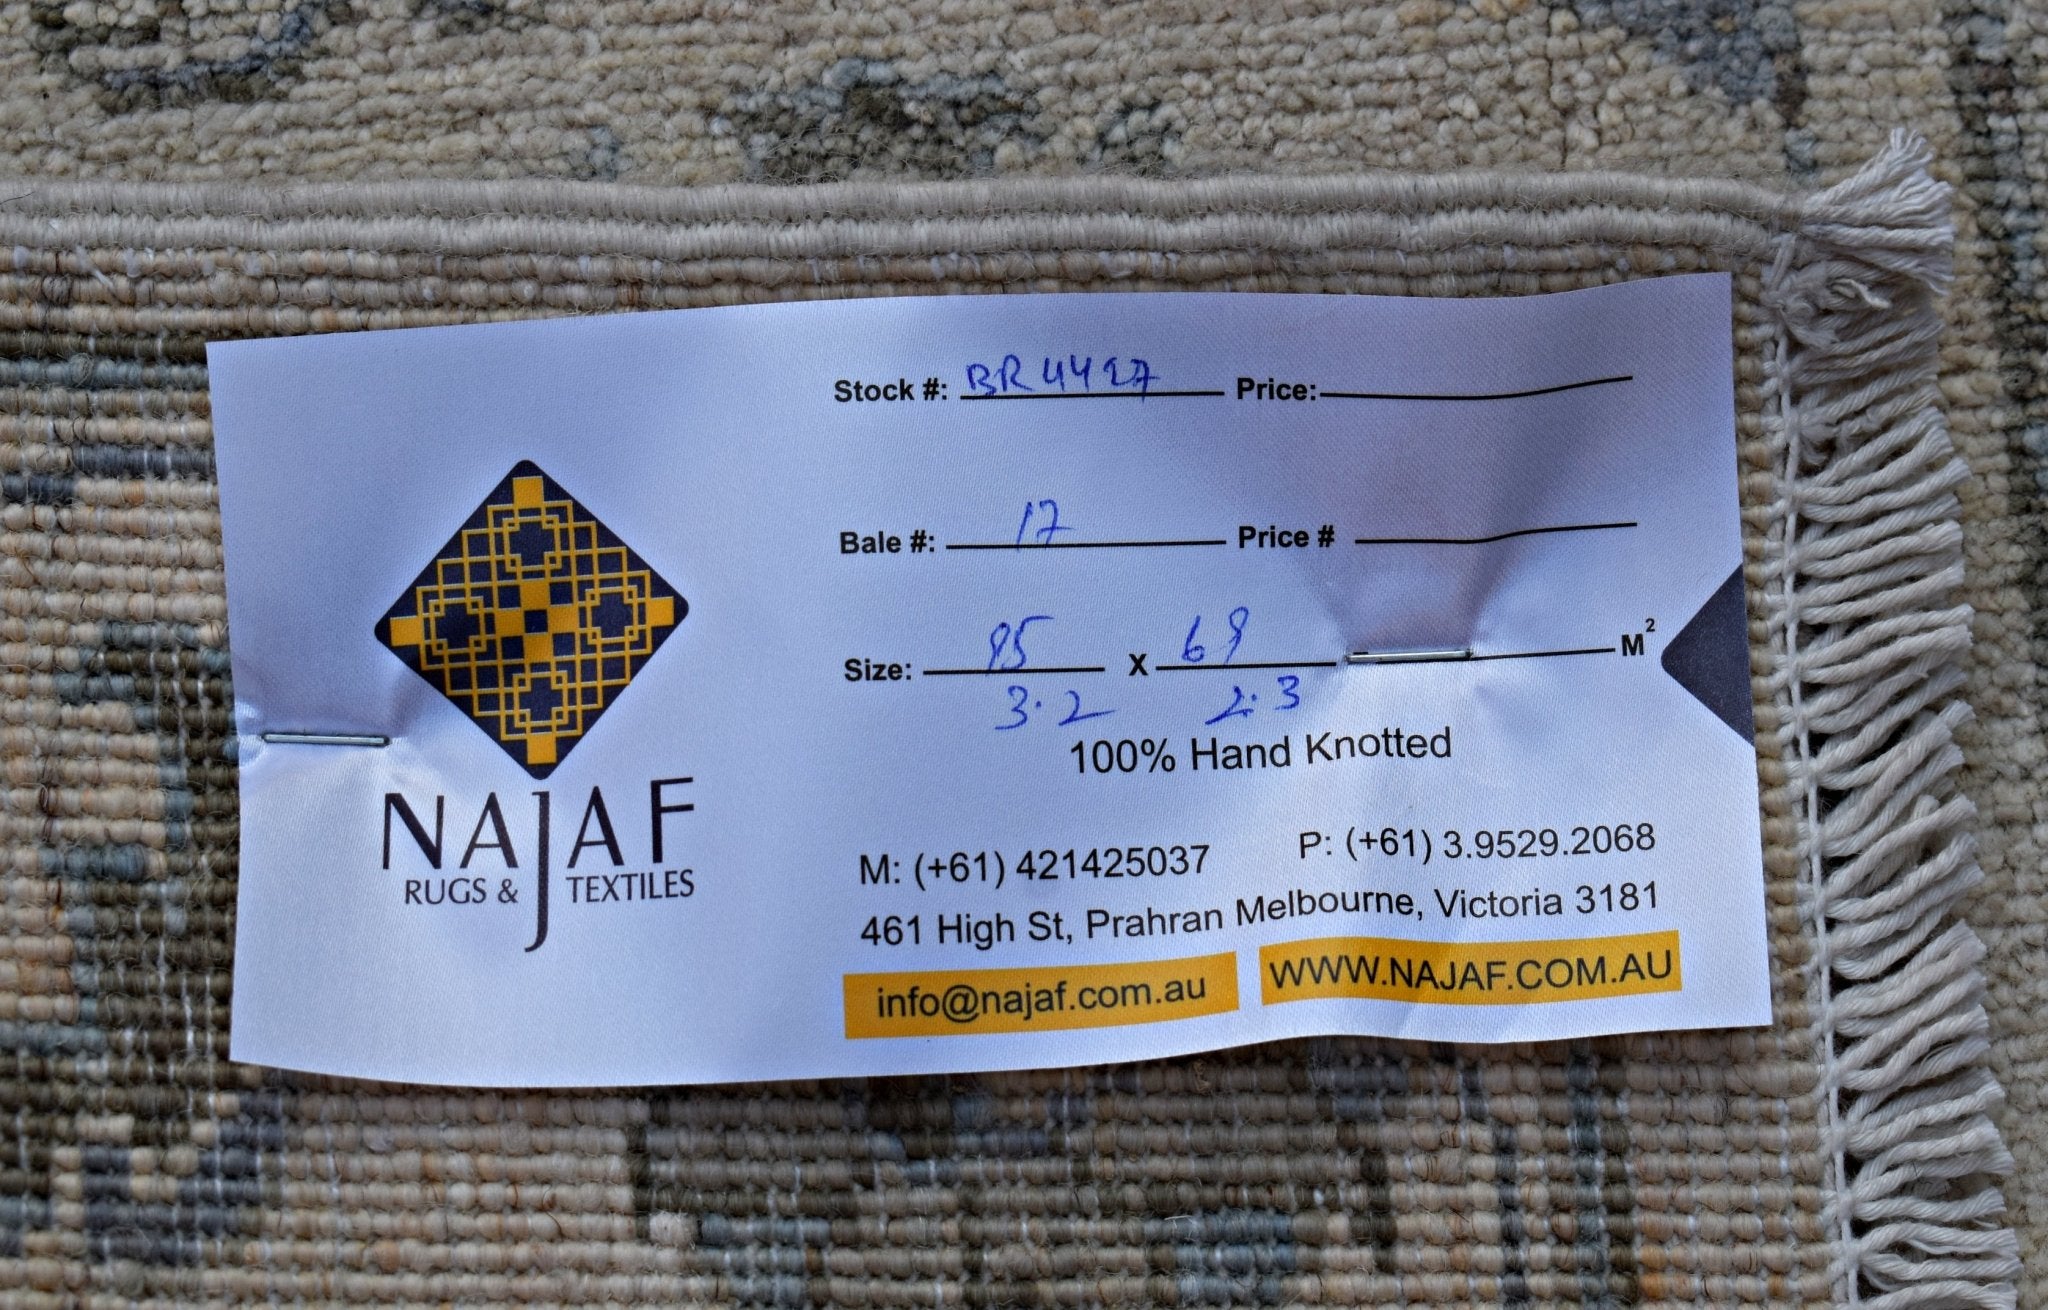 Stock #: BR4427 Price:
Bale #: 17 Price #
Size: 95 X 69 M²
3.2 2.3
100% Hand Knotted
NAJAF
RUGS & TEXTILES
M: (+61) 421425037 P: (+61) 3.9529.2068
461 High St, Prahran Melbourne, Victoria 3181
info@najaf.com.au WWW.NAJAF.COM.AU